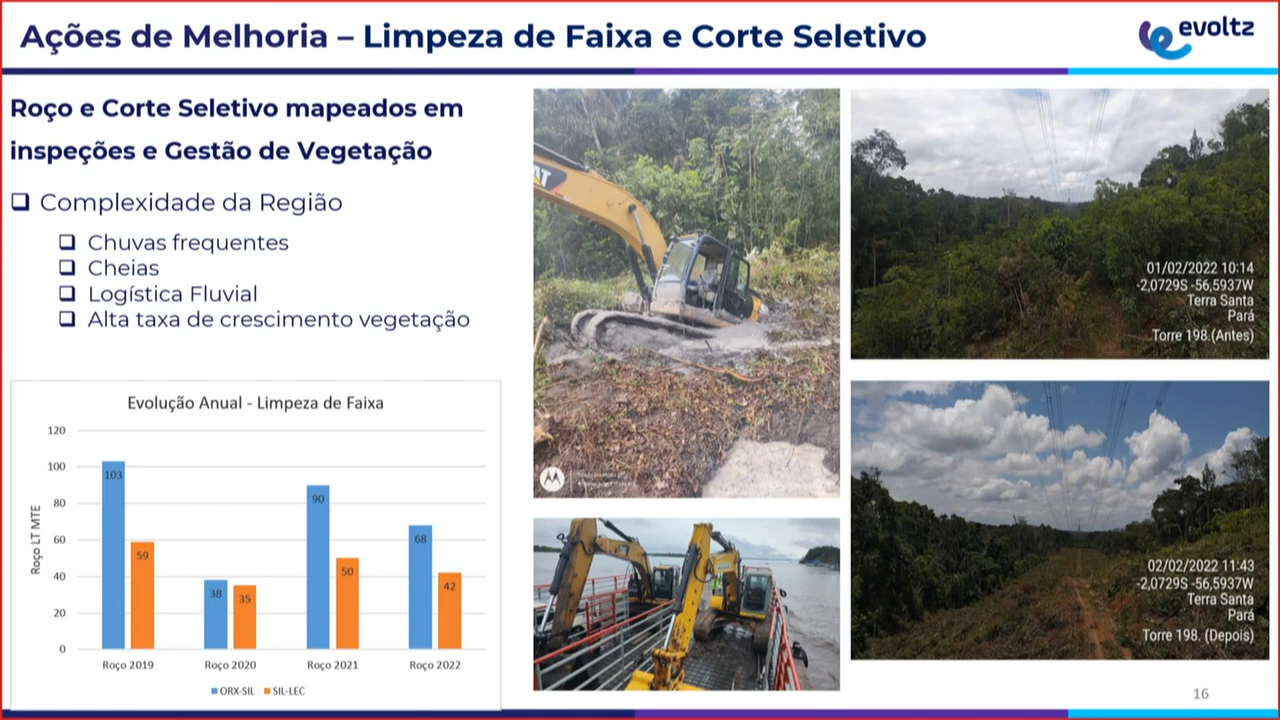 Ações de Melhoria – Limpeza de Faixa e Corte Seletivo
evoltz
Roço e Corte Seletivo mapeados em
inspeções e Gestão de Vegetação
Complexidade da Região
Chuvas frequentes
Cheias
Logística Fluvial
Alta taxa de crescimento vegetação
Evolução Anual - Limpeza de Faixa
Roço LT MTE
120
100
80
60
40
20
0
103
59
38
35
90
50
68
42
Roço 2019
Roço 2020
Roço 2021
Roço 2022
ORX-SIL
SIL-LEC
01/02/2022 10:14
-2,0729S -56,5937W
Terra Santa
Pará
Torre 198.(Antes)
02/02/2022 11:43
-2,0729S -56,5937W
Terra Santa
Pará
Torre 198. (Depois)
16